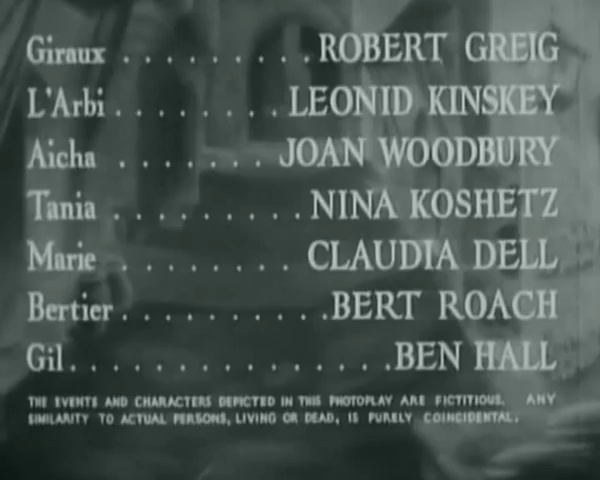 Giraux . . . . . . . . . ROBERT GREIG
L'Arbi . . . . . . . . LEONID KINSKEY
Aicha . . . . . . . JOAN WOODBURY
Tania . . . . . . . . . NINA KOSHETZ
Marie . . . . . . . . CLAUDIA DELL
Bertier . . . . . . . . . . BERT ROACH
Gil . . . . . . . . . . . . . . . BEN HALL
THE EVENTS AND CHARACTERS DEPICTED IN THIS PHOTOPLAY ARE FICTITIOUS. ANY
SIMILARITY TO ACTUAL PERSONS, LIVING OR DEAD, IS PURELY COINCIDENTAL.